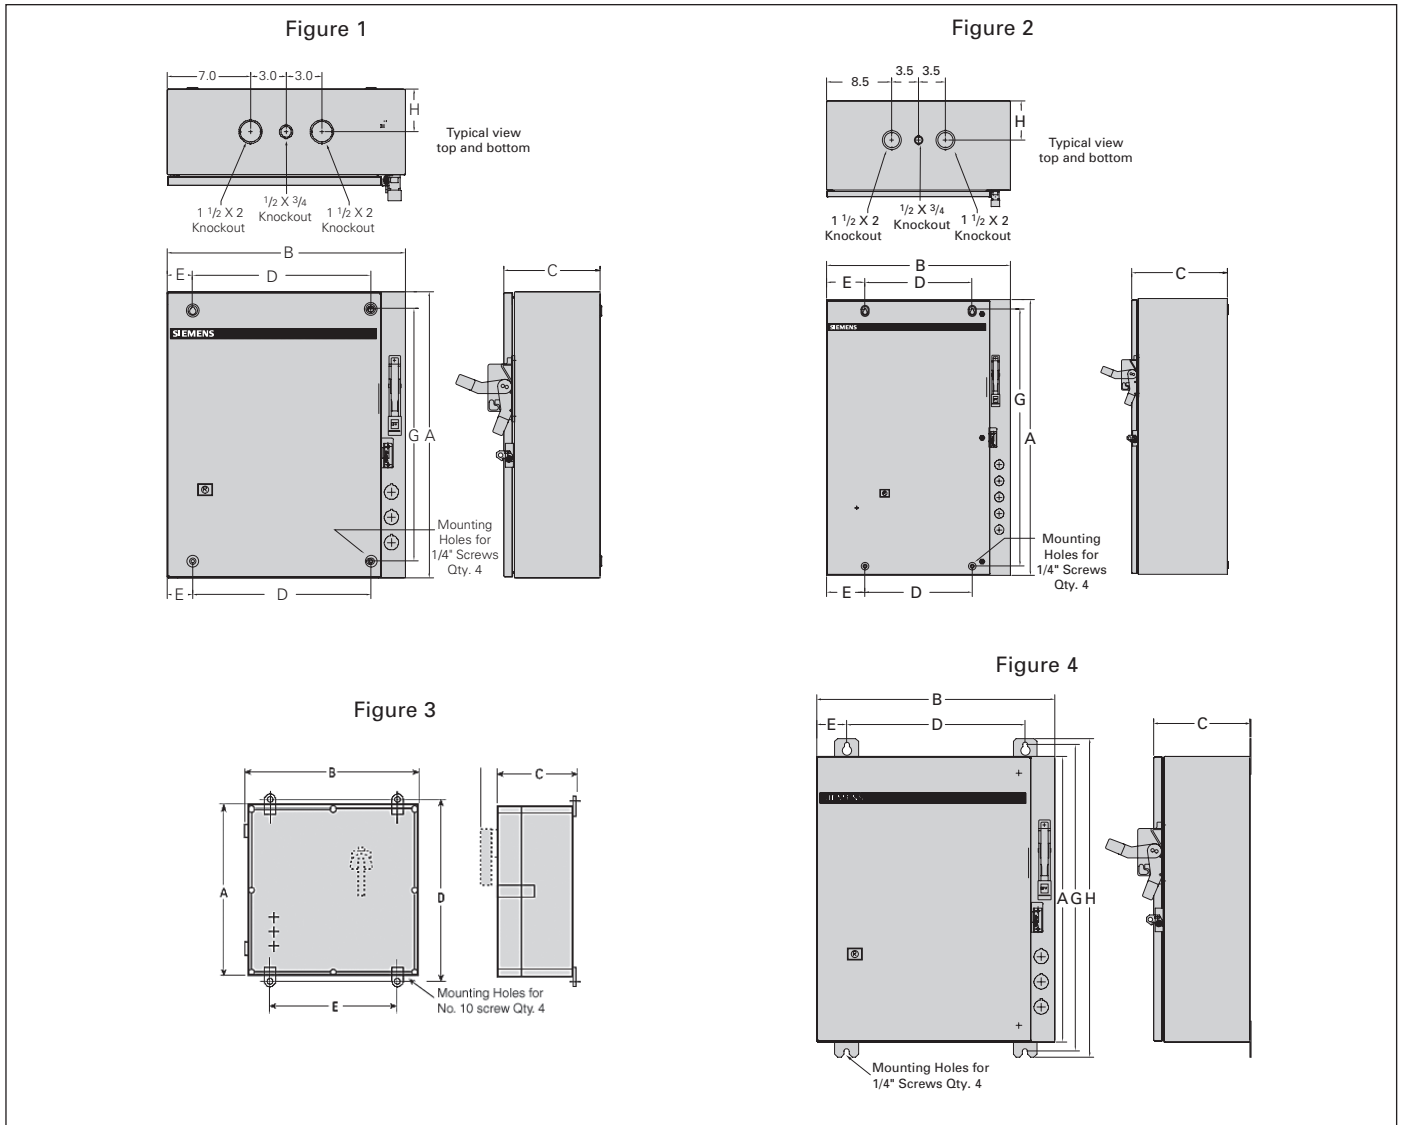 Figure 1
7.0
3.0
3.0
H
Typical view
top and bottom
1 1/2 X 2
Knockout
1/2 X 3/4
Knockout
1 1/2 X 2
Knockout
B
E
D
C
SIEMENS
G
A
Mounting
Holes for
1/4" Screws
Qty. 4
E
D
Figure 2
8.5
3.5
3.5
H
Typical view
top and bottom
1 1/2 X 2
Knockout
1/2 X 3/4
Knockout
1 1/2 X 2
Knockout
B
E
D
C
SIEMENS
G
A
Mounting
Holes for
1/4" Screws
Qty. 4
E
D
Figure 3
B
C
A
D
E
Mounting Holes for
No. 10 screw Qty. 4
Figure 4
B
E
D
C
SIEMENS
A
G
H
Mounting Holes for
1/4" Screws Qty. 4